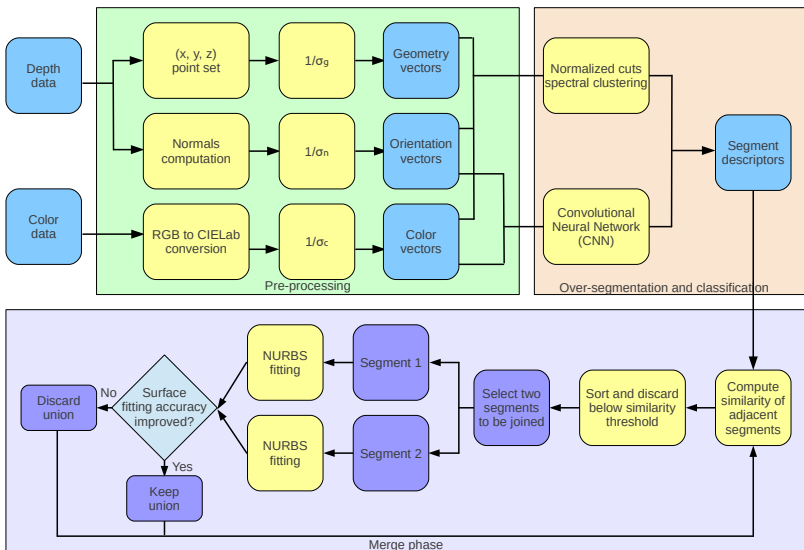 Depth
data
(x, y, z)
point set
1/σg
Geometry
vectors
Normalized cuts
spectral clustering
Normals
computation
1/σn
Orientation
vectors
Segment
descriptors
Color
data
RGB to CIELab
conversion
1/σc
Color
vectors
Convolutional
Neural Network
(CNN)
Pre-processing
Over-segmentation and classification
NURBS
fitting
Segment 1
Discard
union
No
Surface
fitting accuracy
improved?
Select two
segments
to be joined
Sort and discard
below similarity
threshold
Compute
similarity of
adjacent
segments
NURBS
fitting
Segment 2
Yes
Keep
union
Merge phase